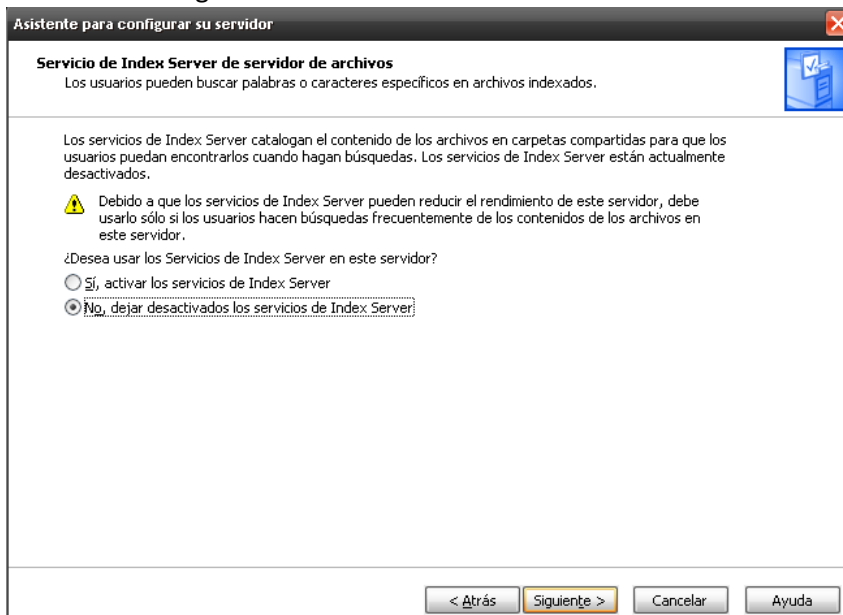 Asistente para configurar su servidor
Servicio de Index Server de servidor de archivos
Los usuarios pueden buscar palabras o caracteres específicos en archivos indexados.
Los servicios de Index Server catalogan el contenido de los archivos en carpetas compartidas para que los
usuarios puedan encontrarlos cuando hagan búsquedas. Los servicios de Index Server están actualmente
desactivados.
Debido a que los servicios de Index Server pueden reducir el rendimiento de este servidor, debe
usarlo sólo si los usuarios hacen búsquedas frecuentemente de los contenidos de los archivos en
este servidor.
¿Desea usar los Servicios de Index Server en este servidor?
Sí, activar los servicios de Index Server
No, dejar desactivados los servicios de Index Server
< Atrás Siguiente > Cancelar Ayuda